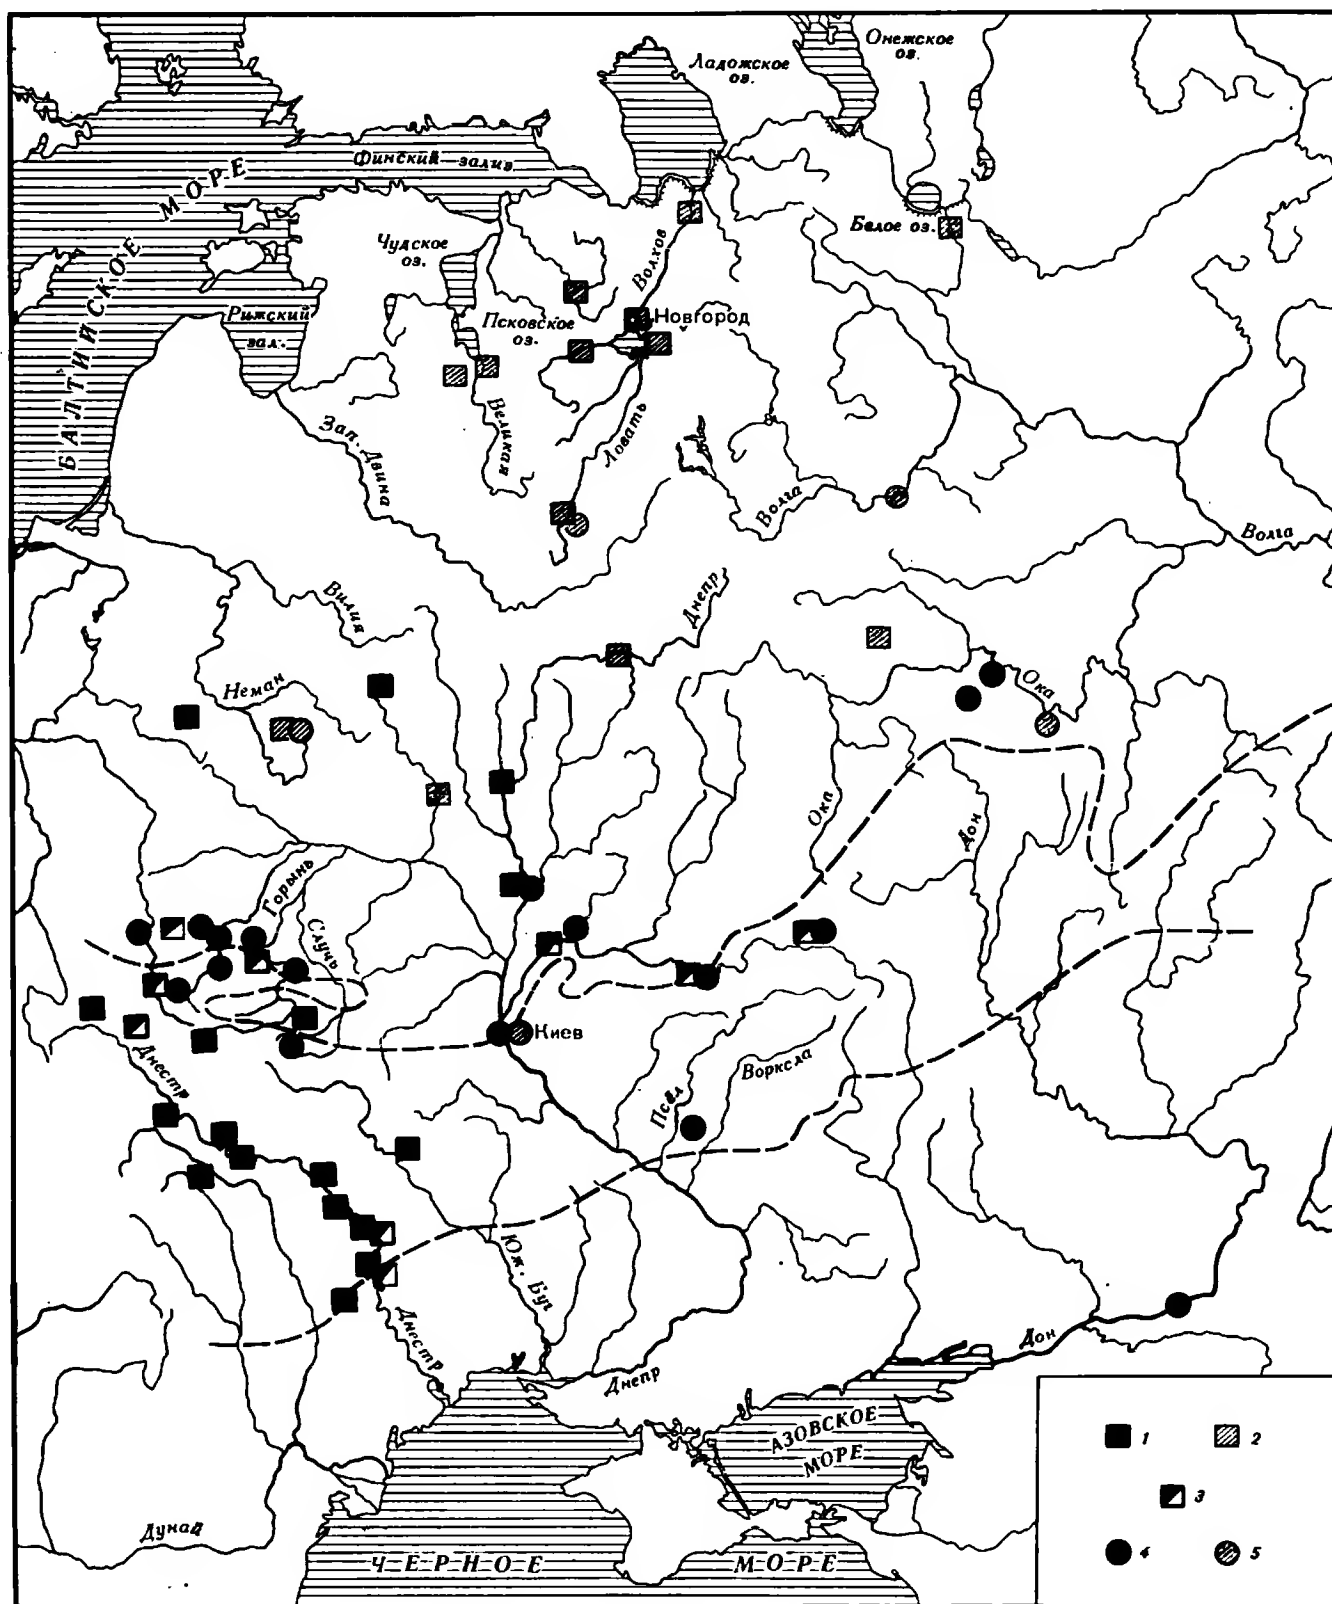 Онежское
оз.
Ладожское
оз.
Финский залив
БАЛТИЙСКОЕ МОРЕ
Чудское
оз.
Волхов
Белое оз.
Рижский
зал.
Псковское
оз.
Новгород
Великая
Зап. Двина
Ловать
Волга
Волга
Вилия
Днепр
Неман
Ока
Ока
Дон
Горынь
Случь
Киев
Днестр
Псёл
Ворксла
Юж. Буг
Днестр
Днепр
Дон
АЗОВСКОЕ
МОРЕ
Дунай
ЧЕРНОЕ МОРЕ
1
2
3
4
5